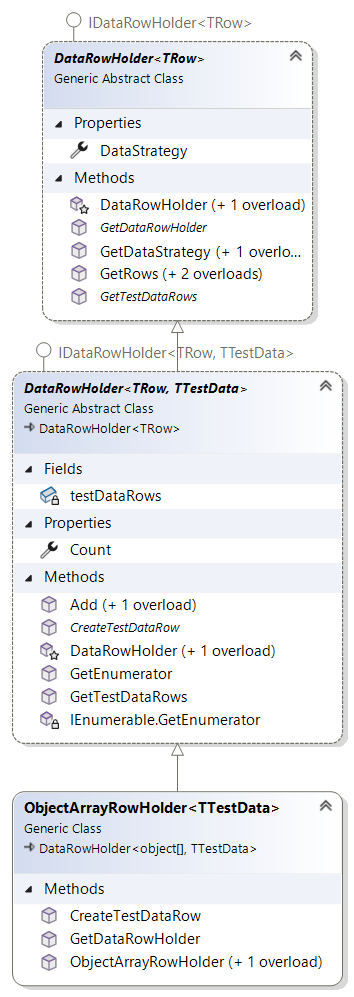 IDataRowHolder<TRow>
DataRowHolder<TRow>
Generic Abstract Class
Properties
DataStrategy
Methods
DataRowHolder (+ 1 overload)
GetDataRowHolder
GetDataStrategy (+ 1 overlo...
GetRows (+ 2 overloads)
GetTestDataRows
IDataRowHolder<TRow, TTestData>
DataRowHolder<TRow, TTestData>
Generic Abstract Class
DataRowHolder<TRow>
Fields
testDataRows
Properties
Count
Methods
Add (+ 1 overload)
CreateTestDataRow
DataRowHolder (+ 1 overload)
GetEnumerator
GetTestDataRows
IEnumerable.GetEnumerator
ObjectArrayRowHolder<TTestData>
Generic Class
DataRowHolder<object[], TTestData>
Methods
CreateTestDataRow
GetDataRowHolder
ObjectArrayRowHolder (+ 1 overload)